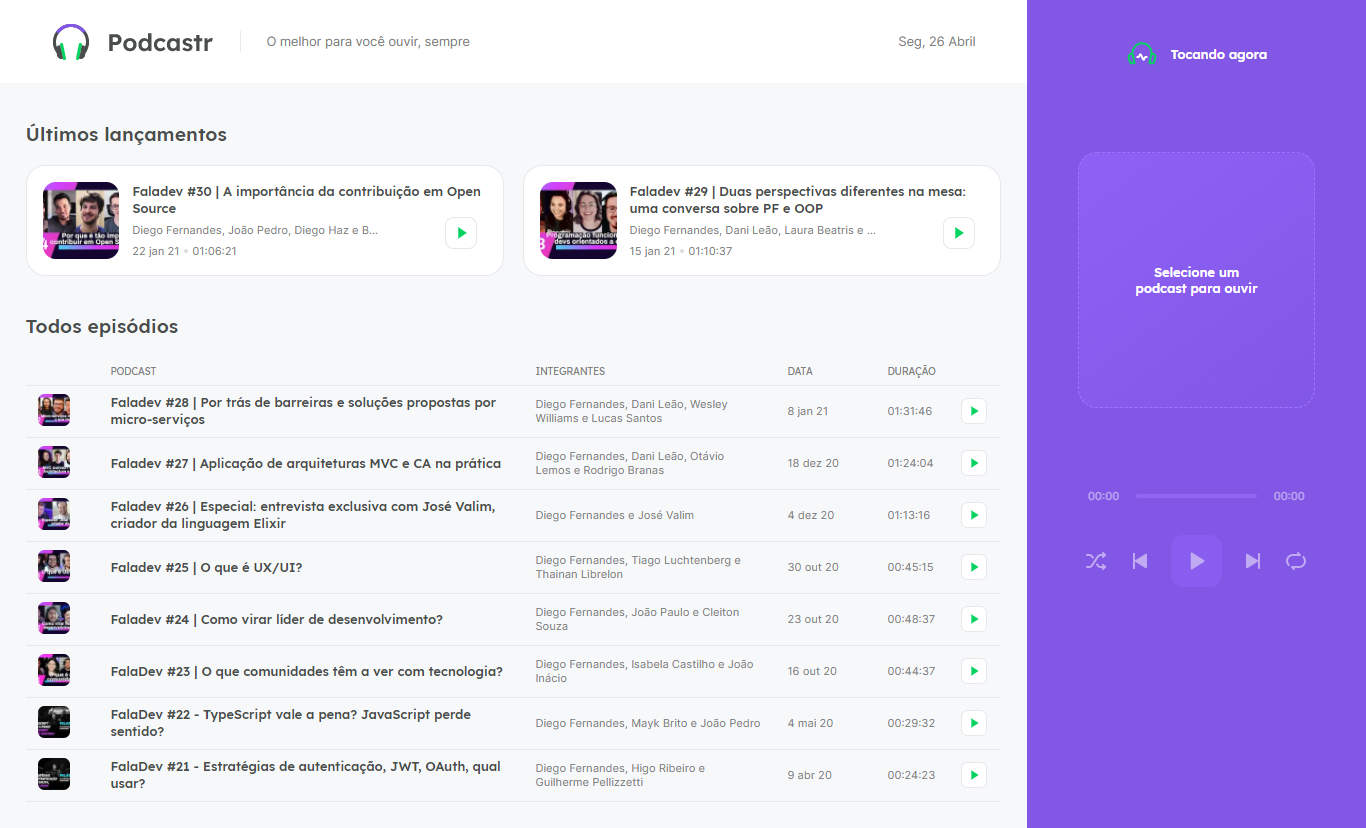 Podcastr
O melhor para você ouvir, sempre
Seg, 26 Abril
Tocando agora
Últimos lançamentos
Faladev #30 | A importância da contribuição em Open
Source
Diego Fernandes, João Pedro, Diego Haz e B...
22 jan 21 • 01:06:21
Faladev #29 | Duas perspectivas diferentes na mesa:
uma conversa sobre PF e OOP
Diego Fernandes, Dani Leão, Laura Beatris e ...
15 jan 21 • 01:10:37
Selecione um
podcast para ouvir
Todos episódios
PODCAST INTEGRANTES DATA DURAÇÃO
Faladev #28 | Por trás de barreiras e soluções propostas por
micro-serviços
Diego Fernandes, Dani Leão, Wesley
Williams e Lucas Santos
8 jan 21
01:31:46
Faladev #27 | Aplicação de arquiteturas MVC e CA na prática
Diego Fernandes, Dani Leão, Otávio
Lemos e Rodrigo Branas
18 dez 20
01:24:04
Faladev #26 | Especial: entrevista exclusiva com José Valim,
criador da linguagem Elixir
Diego Fernandes e José Valim
4 dez 20
01:13:16
Faladev #25 | O que é UX/UI?
Diego Fernandes, Tiago Luchtenberg e
Thainan Librelon
30 out 20
00:45:15
Faladev #24 | Como virar líder de desenvolvimento?
Diego Fernandes, João Paulo e Cleiton
Souza
23 out 20
00:48:37
FalaDev #23 | O que comunidades têm a ver com tecnologia?
Diego Fernandes, Isabela Castilho e João
Inácio
16 out 20
00:44:37
FalaDev #22 - TypeScript vale a pena? JavaScript perde
sentido?
Diego Fernandes, Mayk Brito e João Pedro
4 mai 20
00:29:32
FalaDev #21 - Estratégias de autenticação, JWT, OAuth, qual
usar?
Diego Fernandes, Higo Ribeiro e
Guilherme Pellizzetti
9 abr 20
00:24:23
00:00
00:00